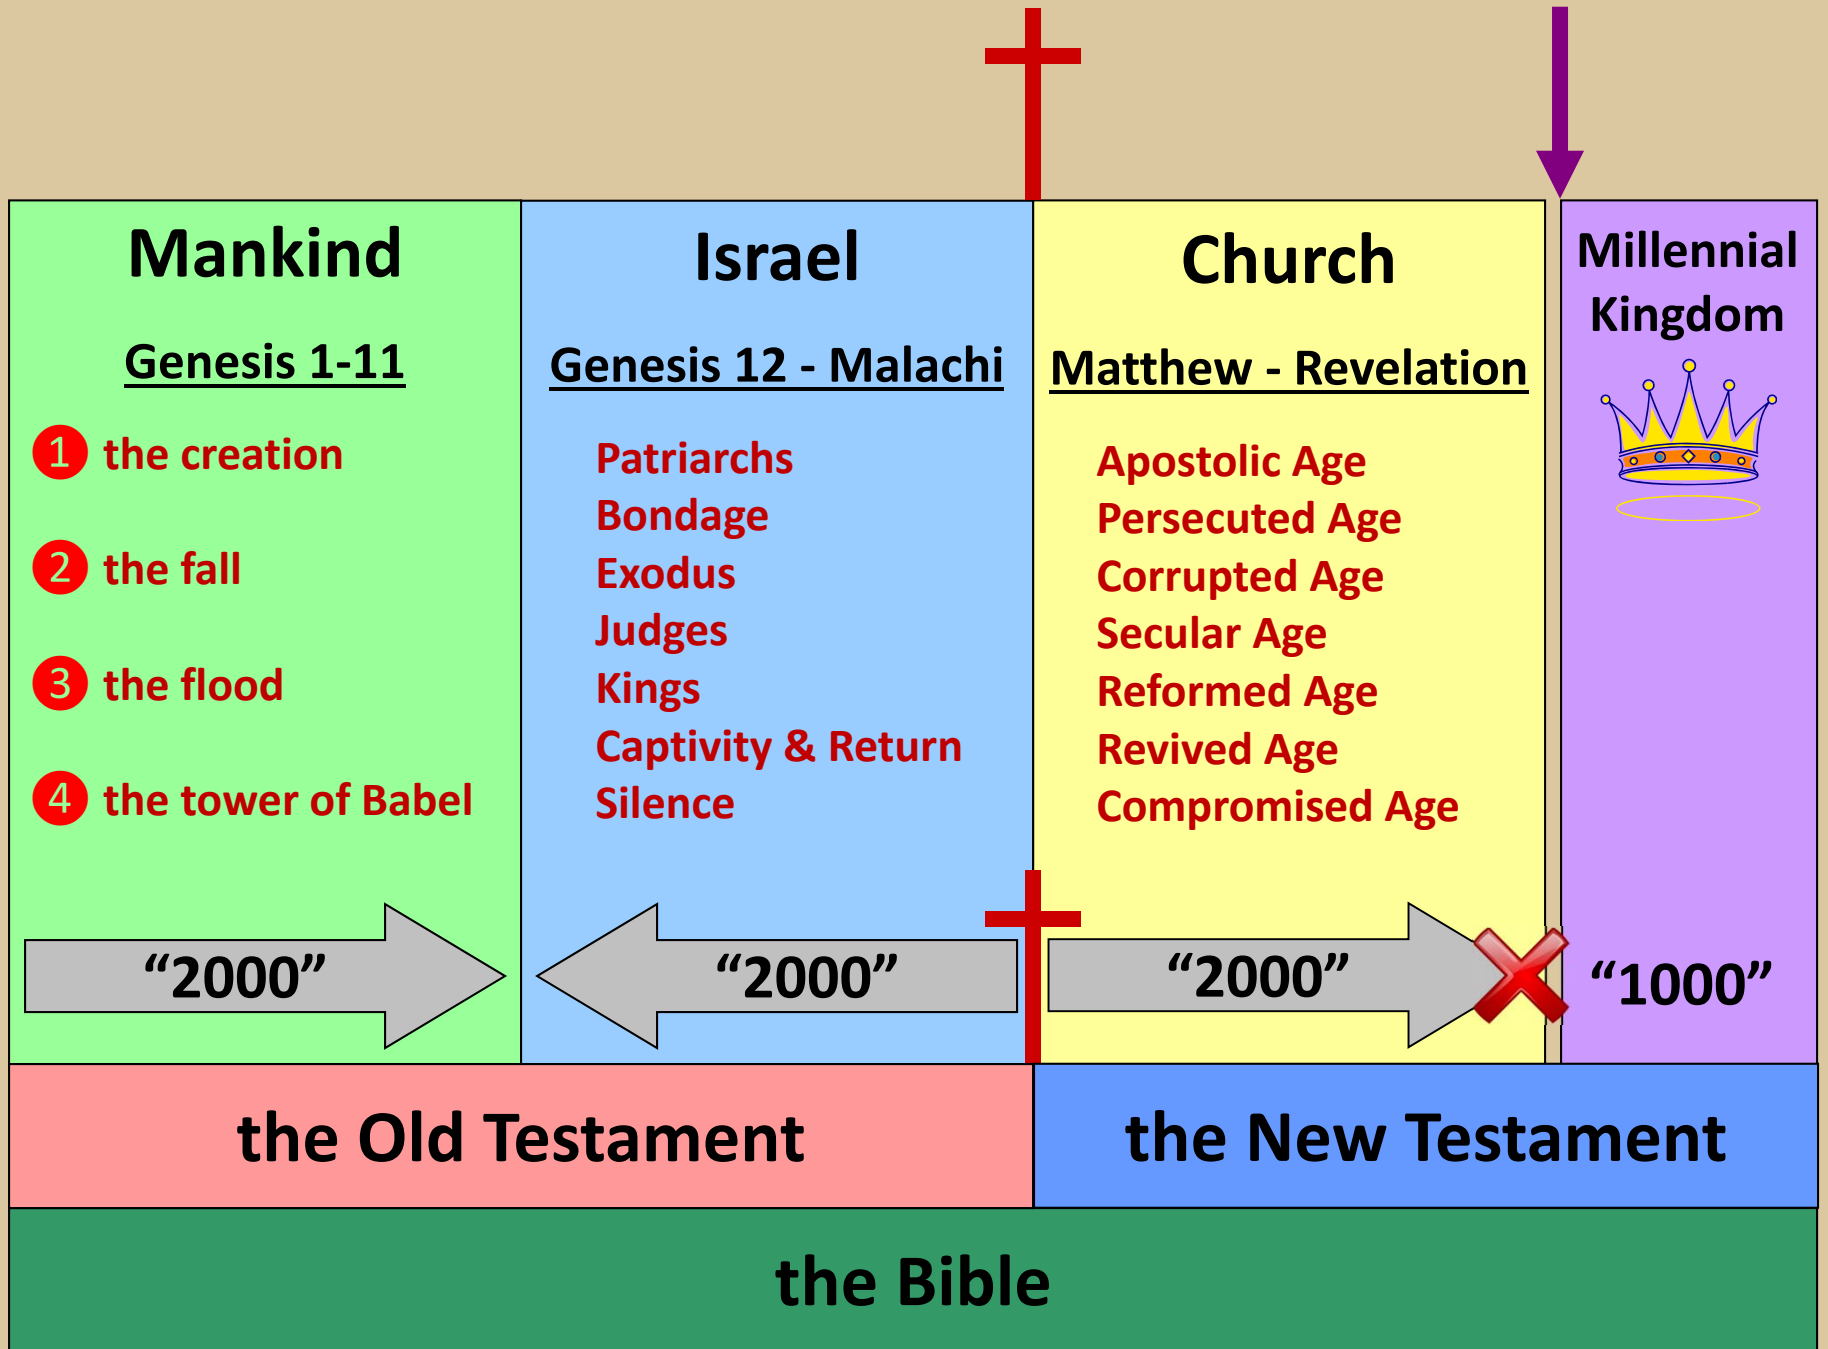 Mankind
Genesis 1-11
1 the creation
2 the fall
3 the flood
4 the tower of Babel
“2000”
Israel
Genesis 12 - Malachi
Patriarchs
Bondage
Exodus
Judges
Kings
Captivity & Return
Silence
“2000”
Church
Matthew - Revelation
Apostolic Age
Persecuted Age
Corrupted Age
Secular Age
Reformed Age
Revived Age
Compromised Age
“2000”
Millennial
Kingdom
“1000”
the Old Testament
the New Testament
the Bible